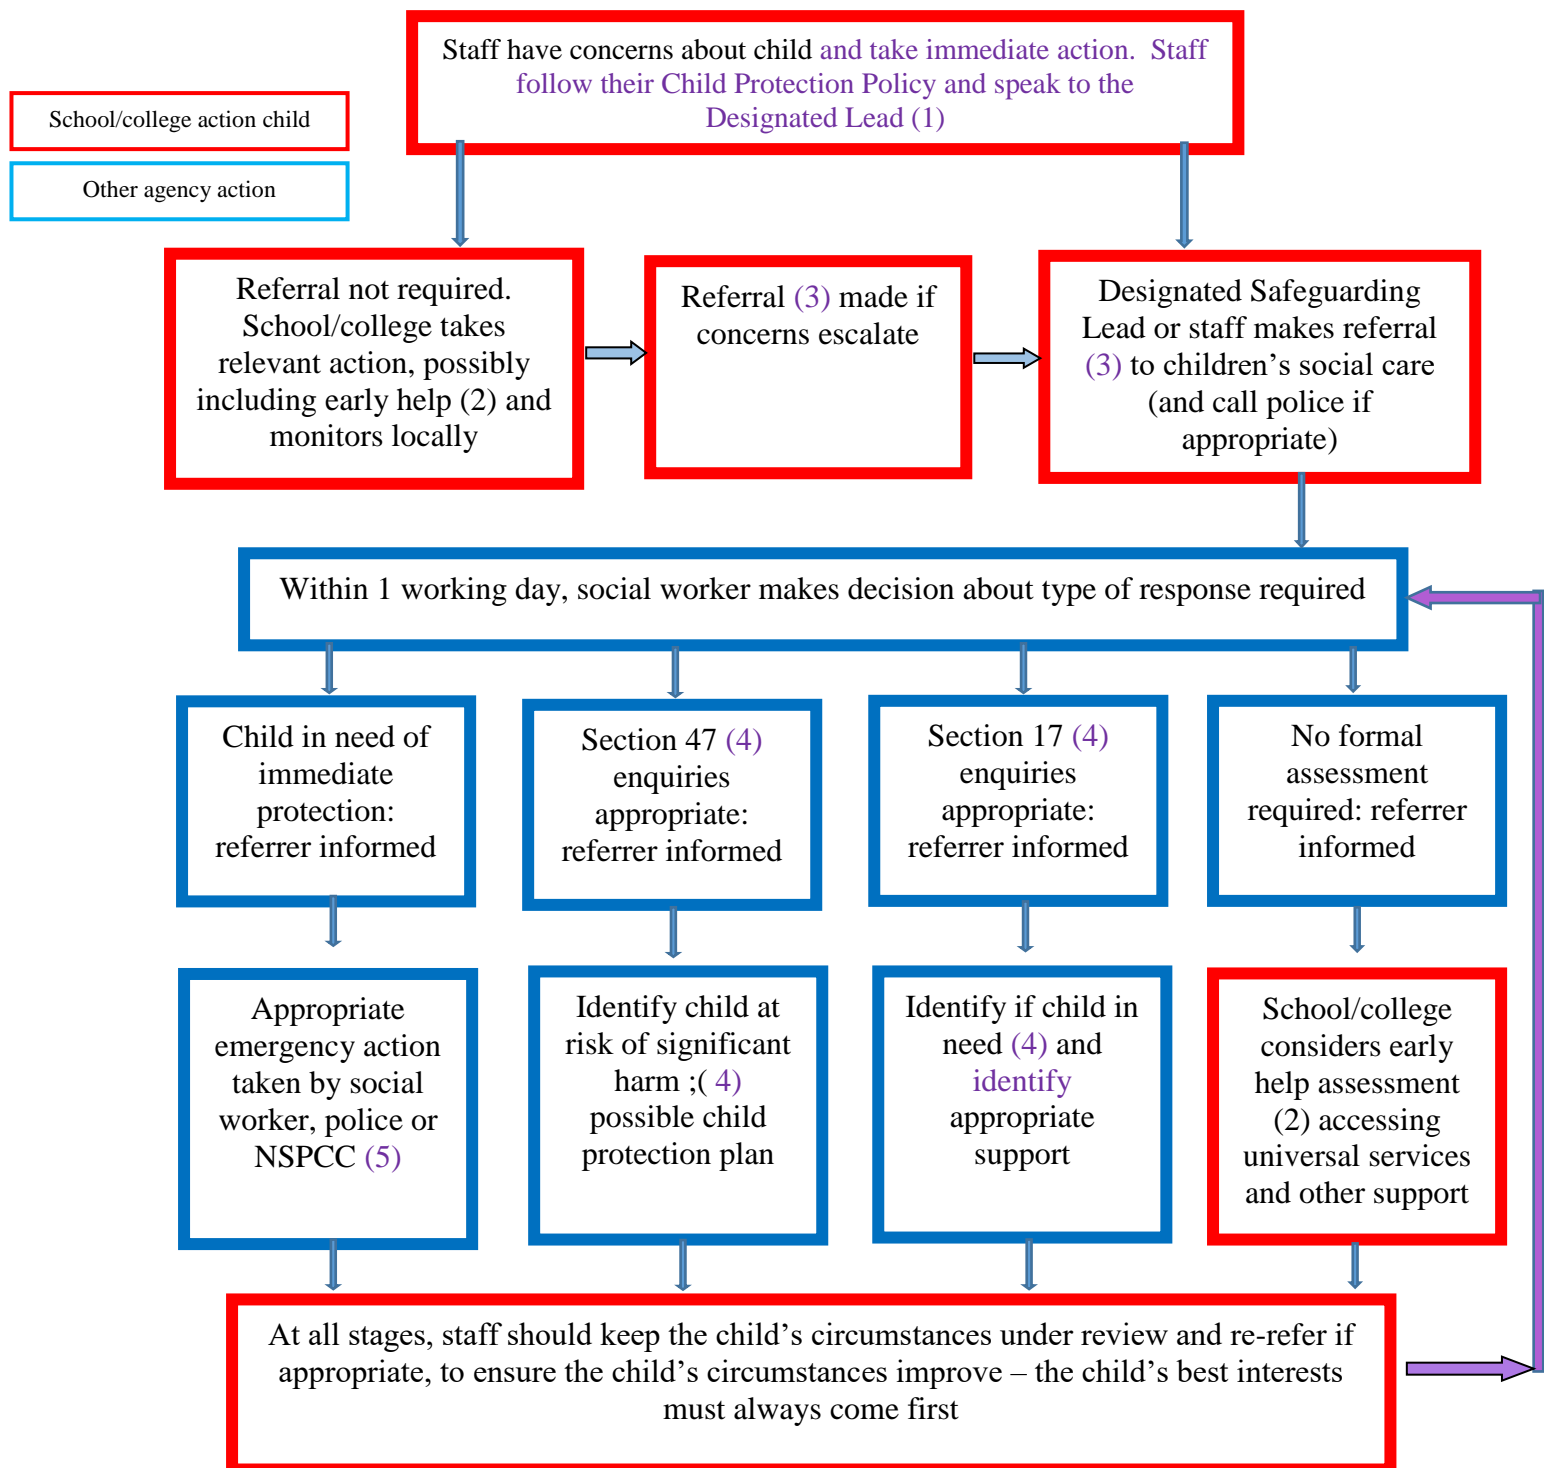 Staff have concerns about child and take immediate action.  Staff
follow their Child Protection Policy and speak to the
Designated Lead (1)
School/college action child
Other agency action
Referral not required.
School/college takes
relevant action, possibly
including early help (2) and
monitors locally
Referral (3) made if
concerns escalate
Designated Safeguarding
Lead or staff makes referral
(3) to children’s social care
(and call police if
appropriate)
Within 1 working day, social worker makes decision about type of response required
Child in need of
immediate
protection:
referrer informed
Section 47 (4)
enquiries
appropriate:
referrer informed
Section 17 (4)
enquiries
appropriate:
referrer informed
No formal
assessment
required: referrer
informed
Appropriate
emergency action
taken by social
worker, police or
NSPCC (5)
Identify child at
risk of significant
harm ;( 4)
possible child
protection plan
Identify if child in
need (4) and
identify
appropriate
support
School/college
considers early
help assessment
(2) accessing
universal services
and other support
At all stages, staff should keep the child’s circumstances under review and re-refer if
appropriate, to ensure the child’s circumstances improve – the child’s best interests
must always come first